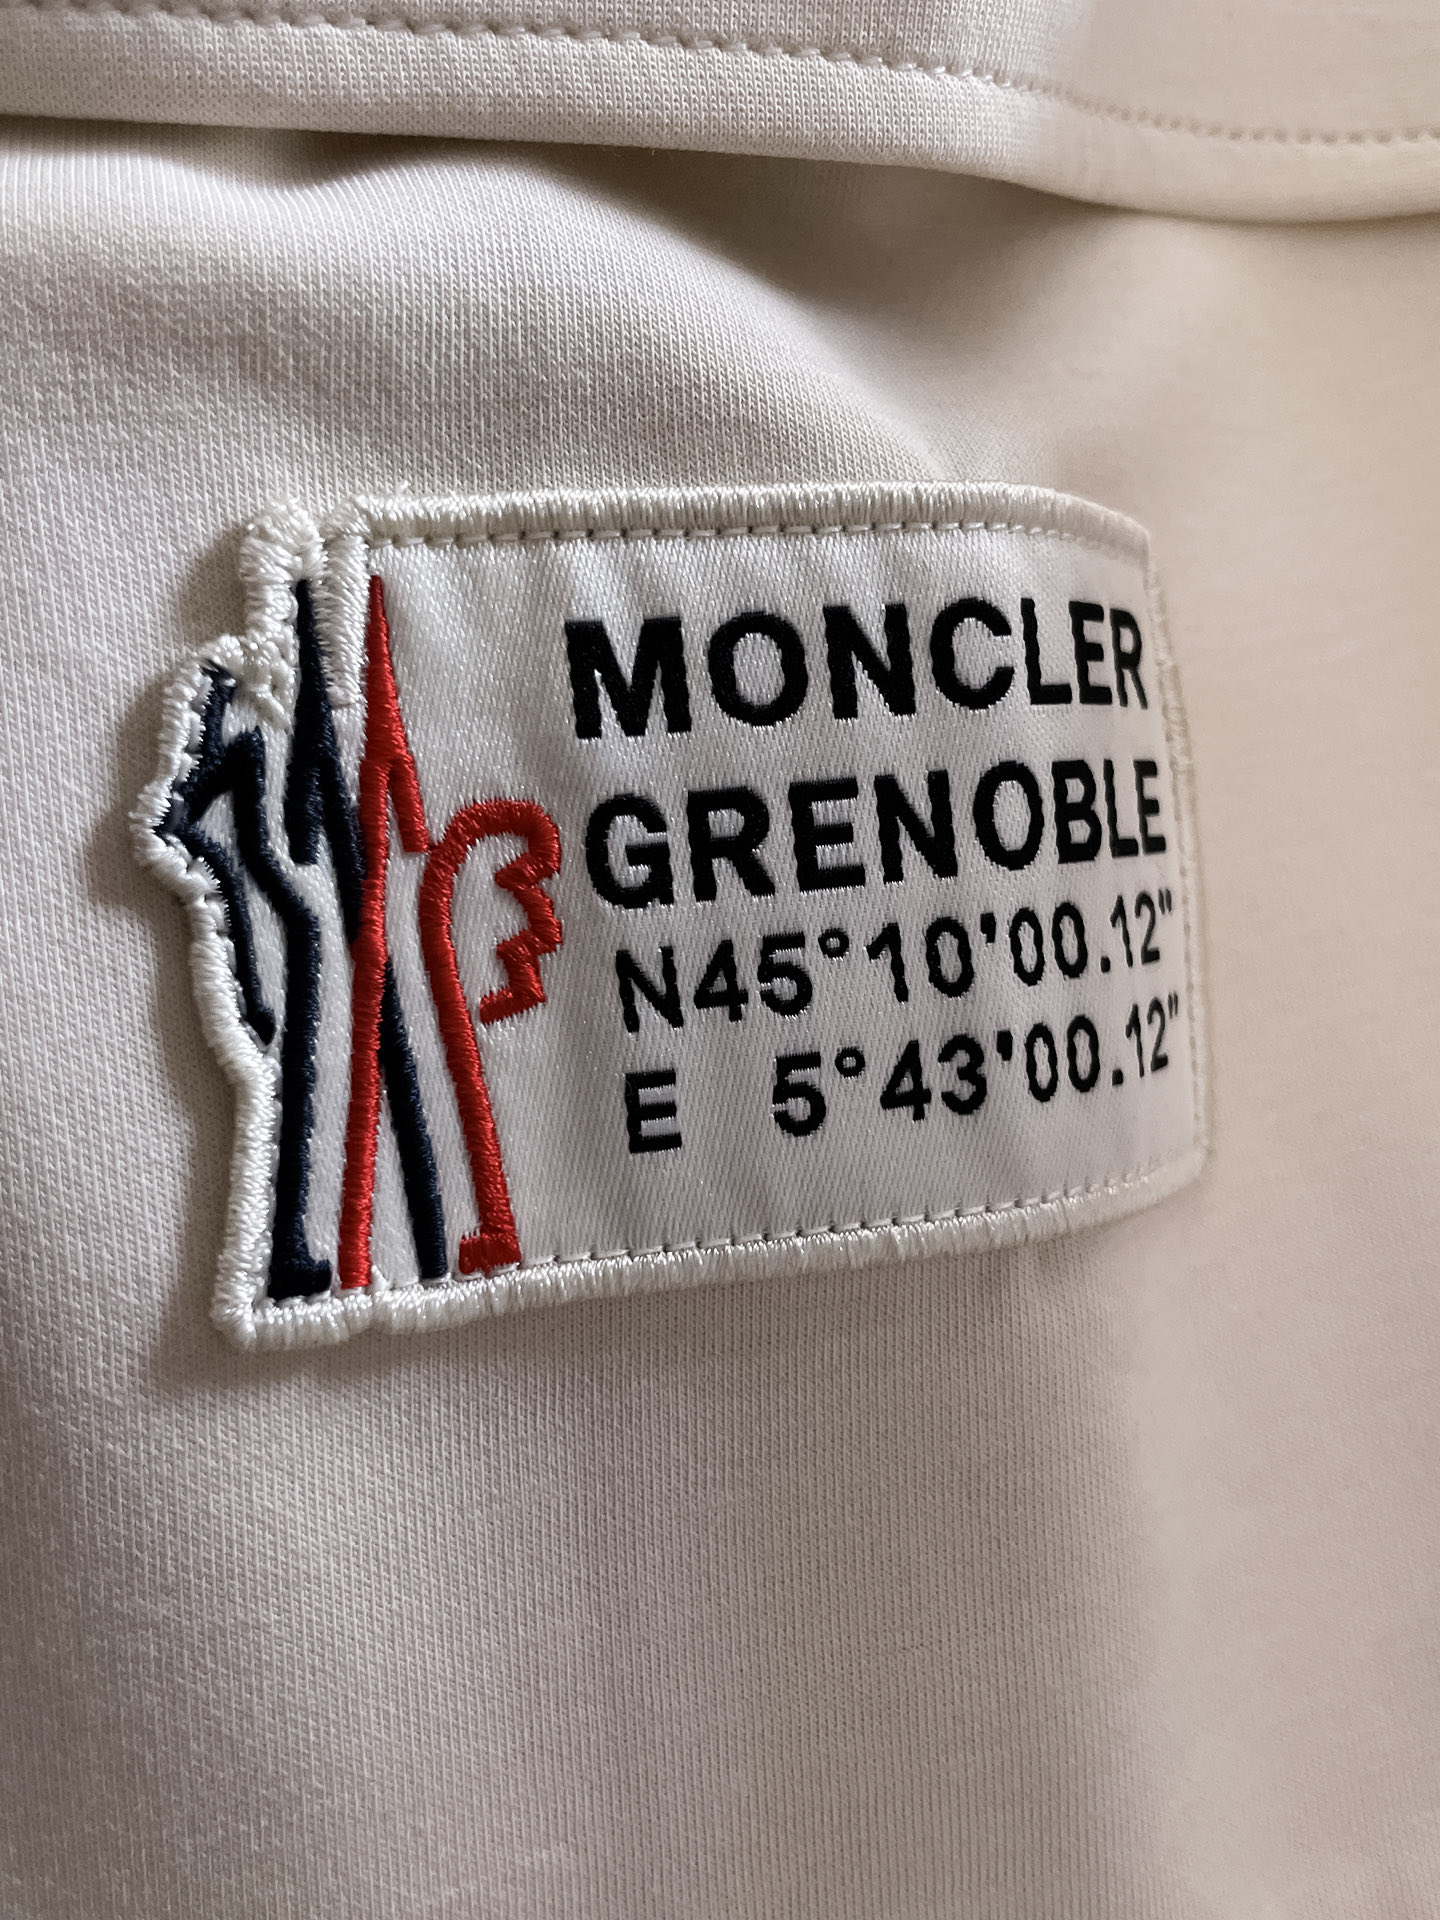 MONCLER
GRENOBLE
N45°10'00.12"
E 5°43'00.12"